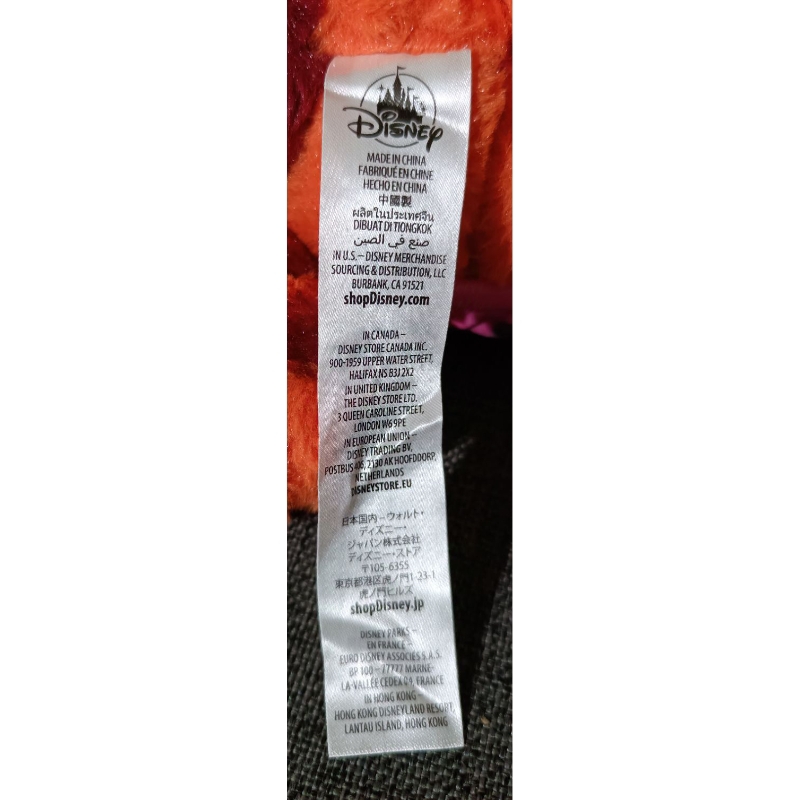 Disney
MADE IN CHINA
FABRIQUÉ EN CHINE
HECHO EN CHINA
中國製
ผลิตในประเทศจีน
DIBUAT DI TIONGKOK
صنع في الصين
IN U.S. – DISNEY MERCHANDISE
SOURCING & DISTRIBUTION, LLC
BURBANK, CA 91521
shopDisney.com
IN CANADA –
DISNEY STORE CANADA INC.
900-1959 UPPER WATER STREET,
HALIFAX NS B3J 2X2
IN UNITED KINGDOM –
THE DISNEY STORE LTD.
3 QUEEN CAROLINE STREET,
LONDON W6 9PE
IN EUROPEAN UNION –
DISNEY TRADING BV,
POSTBUS 406, 2130 AK HOOFDDORP,
NETHERLANDS
DISNEYSTORE.EU
日本国内 – ウォルト・
ディズニー・
ジャパン株式会社
ディズニー・ストア
〒105-6355
東京都港区虎ノ門1-23-1
虎ノ門ヒルズ
shopDisney.jp
DISNEY PARKS –
EN FRANCE –
EURO DISNEY ASSOCIES S.A.S.
BP 100 – 77777 MARNE-
LA-VALLEE CEDEX 04, FRANCE
IN HONG KONG –
HONG KONG DISNEYLAND RESORT,
LANTAU ISLAND, HONG KONG